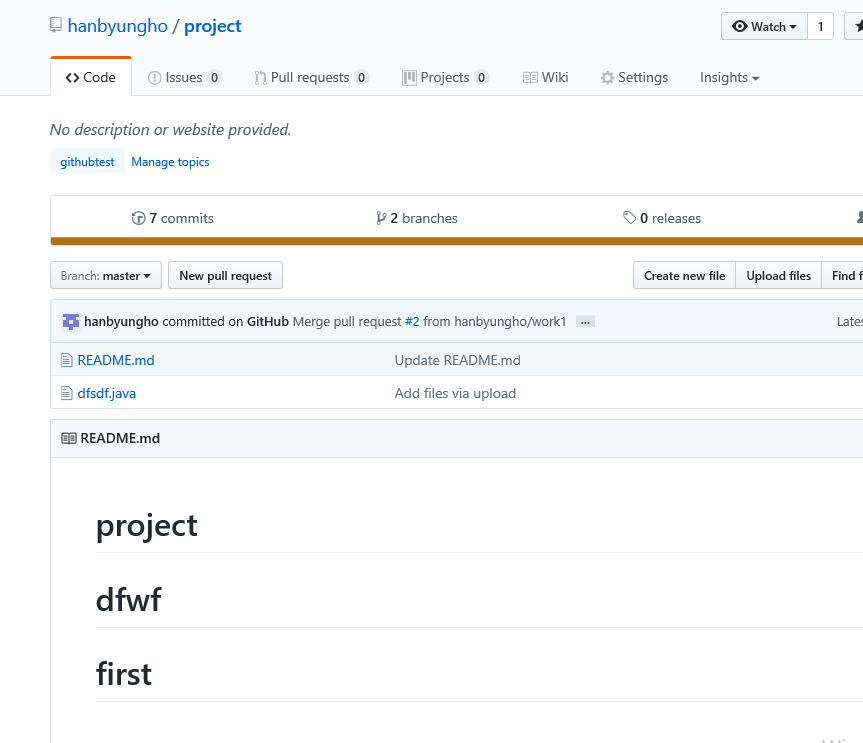 hanbyungho / project
Watch 1
Code Issues 0 Pull requests 0 Projects 0 Wiki Settings Insights
No description or website provided.
githubtest Manage topics
7 commits 2 branches 0 releases
Branch: master New pull request Create new file Upload files Find f
hanbyungho committed on GitHub Merge pull request #2 from hanbyungho/work1 … Lates
README.md Update README.md
dfsdf.java Add files via upload
README.md
project
dfwf
first